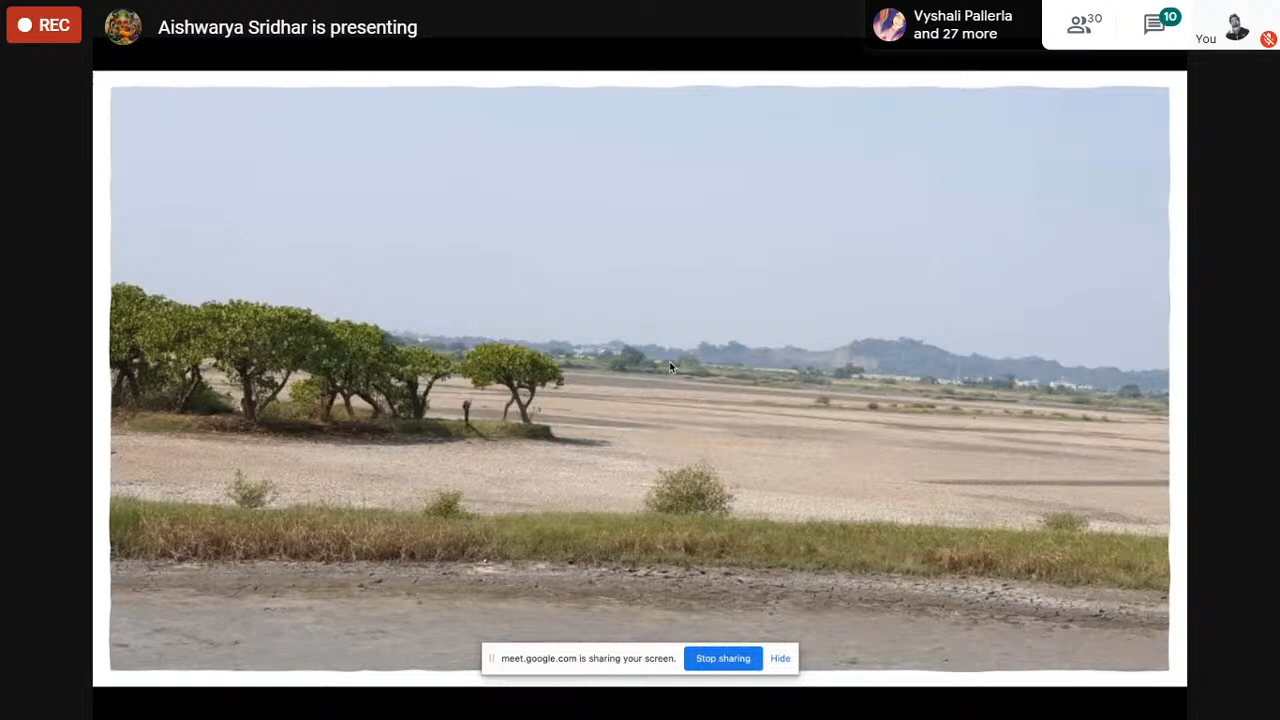 REC
Aishwarya Sridhar is presenting
Vyshali Pallerla
and 27 more
30
10
You
meet.google.com is sharing your screen.
Stop sharing
Hide